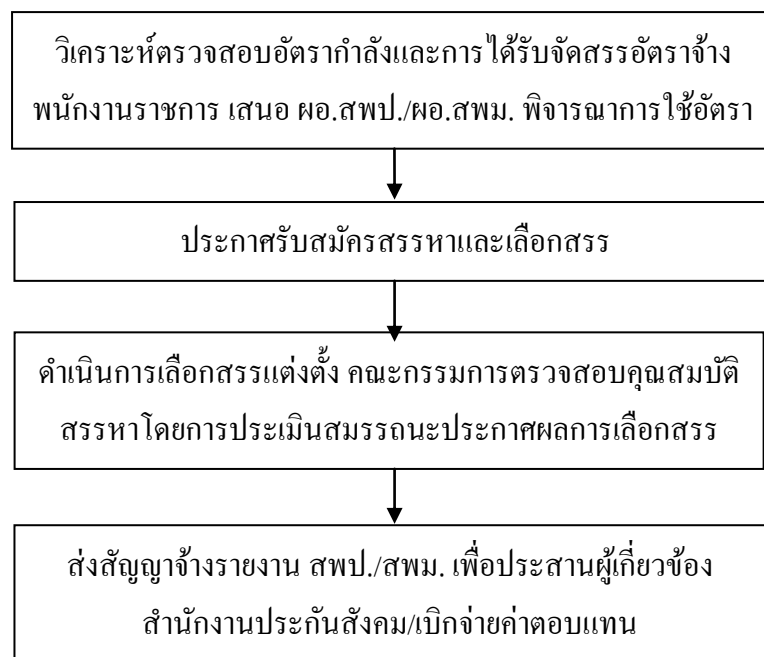 วิเคราะห์ตรวจสอบอัตรากำลังและการได้รับจัดสรรอัตราจ้าง
พนักงานราชการ เสนอ ผอ.สพป./ผอ.สพม. พิจารณาการใช้อัตรา
ประกาศรับสมัครสรรหาและเลือกสรร
ดำเนินการเลือกสรรแต่งตั้ง คณะกรรมการตรวจสอบคุณสมบัติ
สรรหาโดยการประเมินสมรรถนะประกาศผลการเลือกสรร
ส่งสัญญาจ้างรายงาน สพป./สพม. เพื่อประสานผู้เกี่ยวข้อง
สำนักงานประกันสังคม/เบิกจ่ายค่าตอบแทน